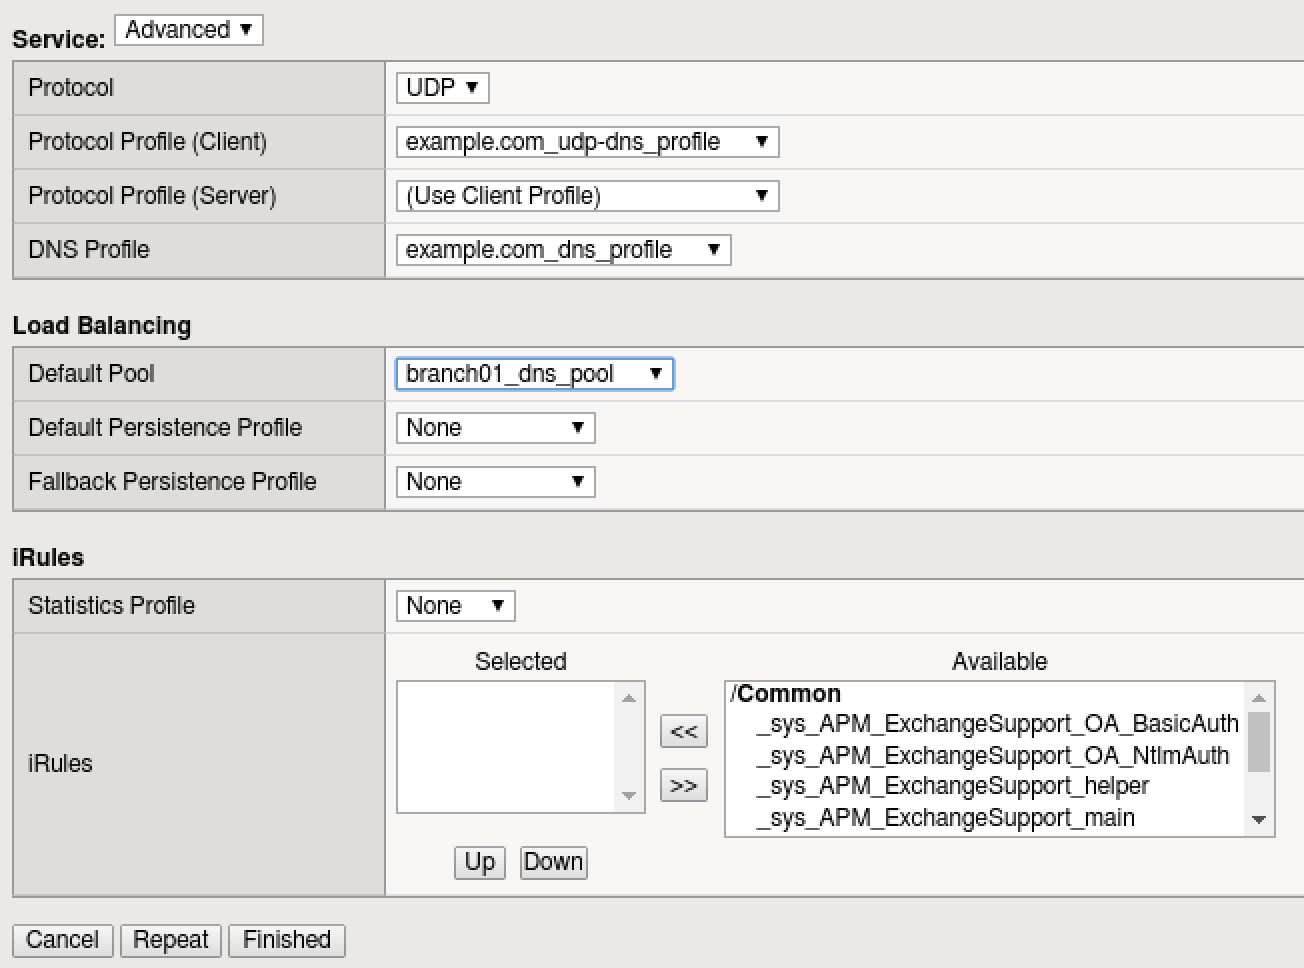 Service: Advanced
Protocol UDP
Protocol Profile (Client) example.com_udp-dns_profile
Protocol Profile (Server) (Use Client Profile)
DNS Profile example.com_dns_profile
Load Balancing
Default Pool branch01_dns_pool
Default Persistence Profile None
Fallback Persistence Profile None
iRules
Statistics Profile None
iRules
Selected Available
/Common
_sys_APM_ExchangeSupport_OA_BasicAuth
<< _sys_APM_ExchangeSupport_OA_NtlmAuth
>> _sys_APM_ExchangeSupport_helper
_sys_APM_ExchangeSupport_main
Up Down
Cancel Repeat Finished